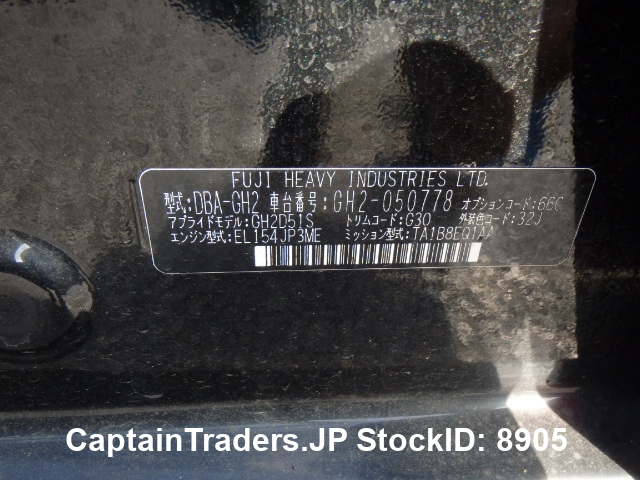 FUJI HEAVY INDUSTRIES LTD.
型式: DBA-GH2 車台番号: GH2-050778 オプションコード: 66C
アプライドモデル: GH2D51S トリムコード: G30 外装色コード: 32J
エンジン型式: EL154JP3ME ミッション型式: TA1B8EQ1AA
CaptainTraders.JP StockID: 8905